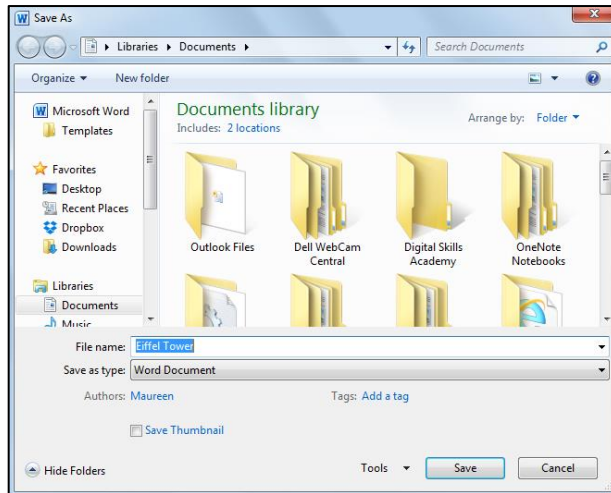 Save As
Libraries Documents
Search Documents
Organize New folder
Microsoft Word
Templates
Favorites
Desktop
Recent Places
Dropbox
Downloads
Libraries
Documents
Music
Documents library
Includes: 2 locations
Arrange by: Folder
Outlook Files
Dell WebCam Central
Digital Skills Academy
OneNote Notebooks
File name: Eiffel Tower
Save as type: Word Document
Authors: Maureen Tags: Add a tag
Save Thumbnail
Hide Folders Tools Save Cancel